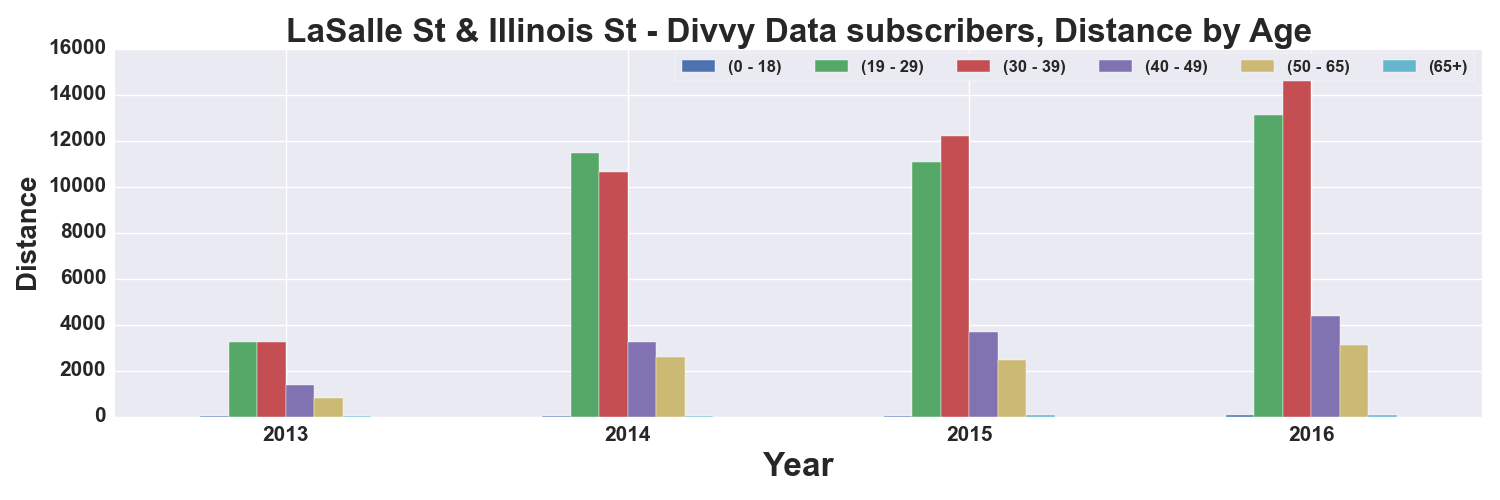 LaSalle St & Illinois St - Divvy Data subscribers, Distance by Age
(0 - 18) (19 - 29) (30 - 39) (40 - 49) (50 - 65) (65+)
16000
14000
12000
10000
8000
6000
4000
2000
0
Distance
2013 2014 2015 2016
Year